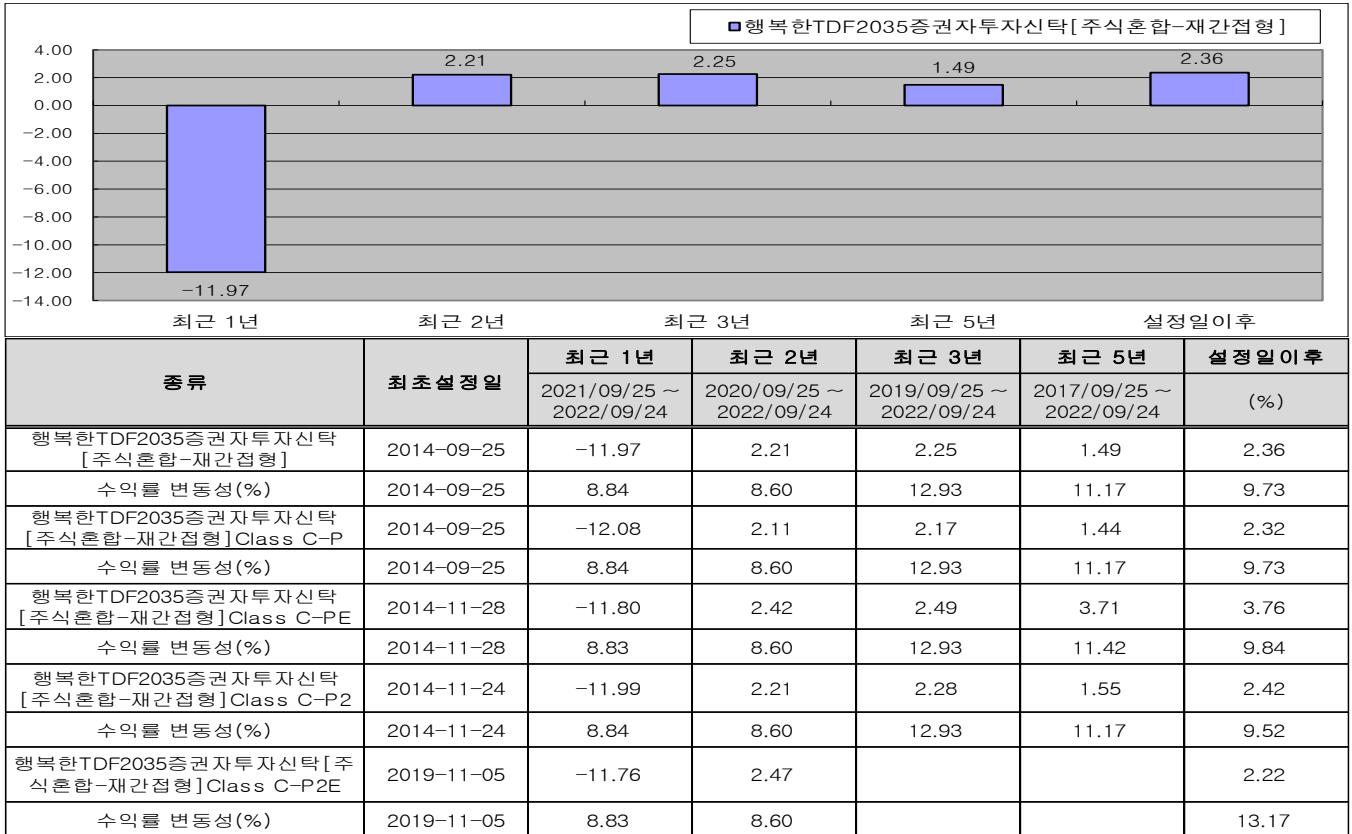 행복한TDF2035증권자투자신탁[주식혼합-재간접형]
4.00
2.00
0.00
-2.00
-4.00
-6.00
-8.00
-10.00
-12.00
-14.00
-11.97
2.21
2.25
1.49
2.36
최근 1년 최근 2년 최근 3년 최근 5년 설정일이후
종류 최초설정일 최근 1년 최근 2년 최근 3년 최근 5년 설정일이후
2021/09/25 ~ 2020/09/25 ~ 2019/09/25 ~ 2017/09/25 ~ (%)
2022/09/24 2022/09/24 2022/09/24 2022/09/24
행복한TDF2035증권자투자신탁
[주식혼합-재간접형] 2014-09-25 -11.97 2.21 2.25 1.49 2.36
수익률 변동성(%) 2014-09-25 8.84 8.60 12.93 11.17 9.73
행복한TDF2035증권자투자신탁
[주식혼합-재간접형]Class C-P 2014-09-25 -12.08 2.11 2.17 1.44 2.32
수익률 변동성(%) 2014-09-25 8.84 8.60 12.93 11.17 9.73
행복한TDF2035증권자투자신탁
[주식혼합-재간접형]Class C-PE 2014-11-28 -11.80 2.42 2.49 3.71 3.76
수익률 변동성(%) 2014-11-28 8.83 8.60 12.93 11.42 9.84
행복한TDF2035증권자투자신탁
[주식혼합-재간접형]Class C-P2 2014-11-24 -11.99 2.21 2.28 1.55 2.42
수익률 변동성(%) 2014-11-24 8.84 8.60 12.93 11.17 9.52
행복한TDF2035증권자투자신탁[주
식혼합-재간접형]Class C-P2E 2019-11-05 -11.76 2.47 2.22
수익률 변동성(%) 2019-11-05 8.83 8.60 13.17